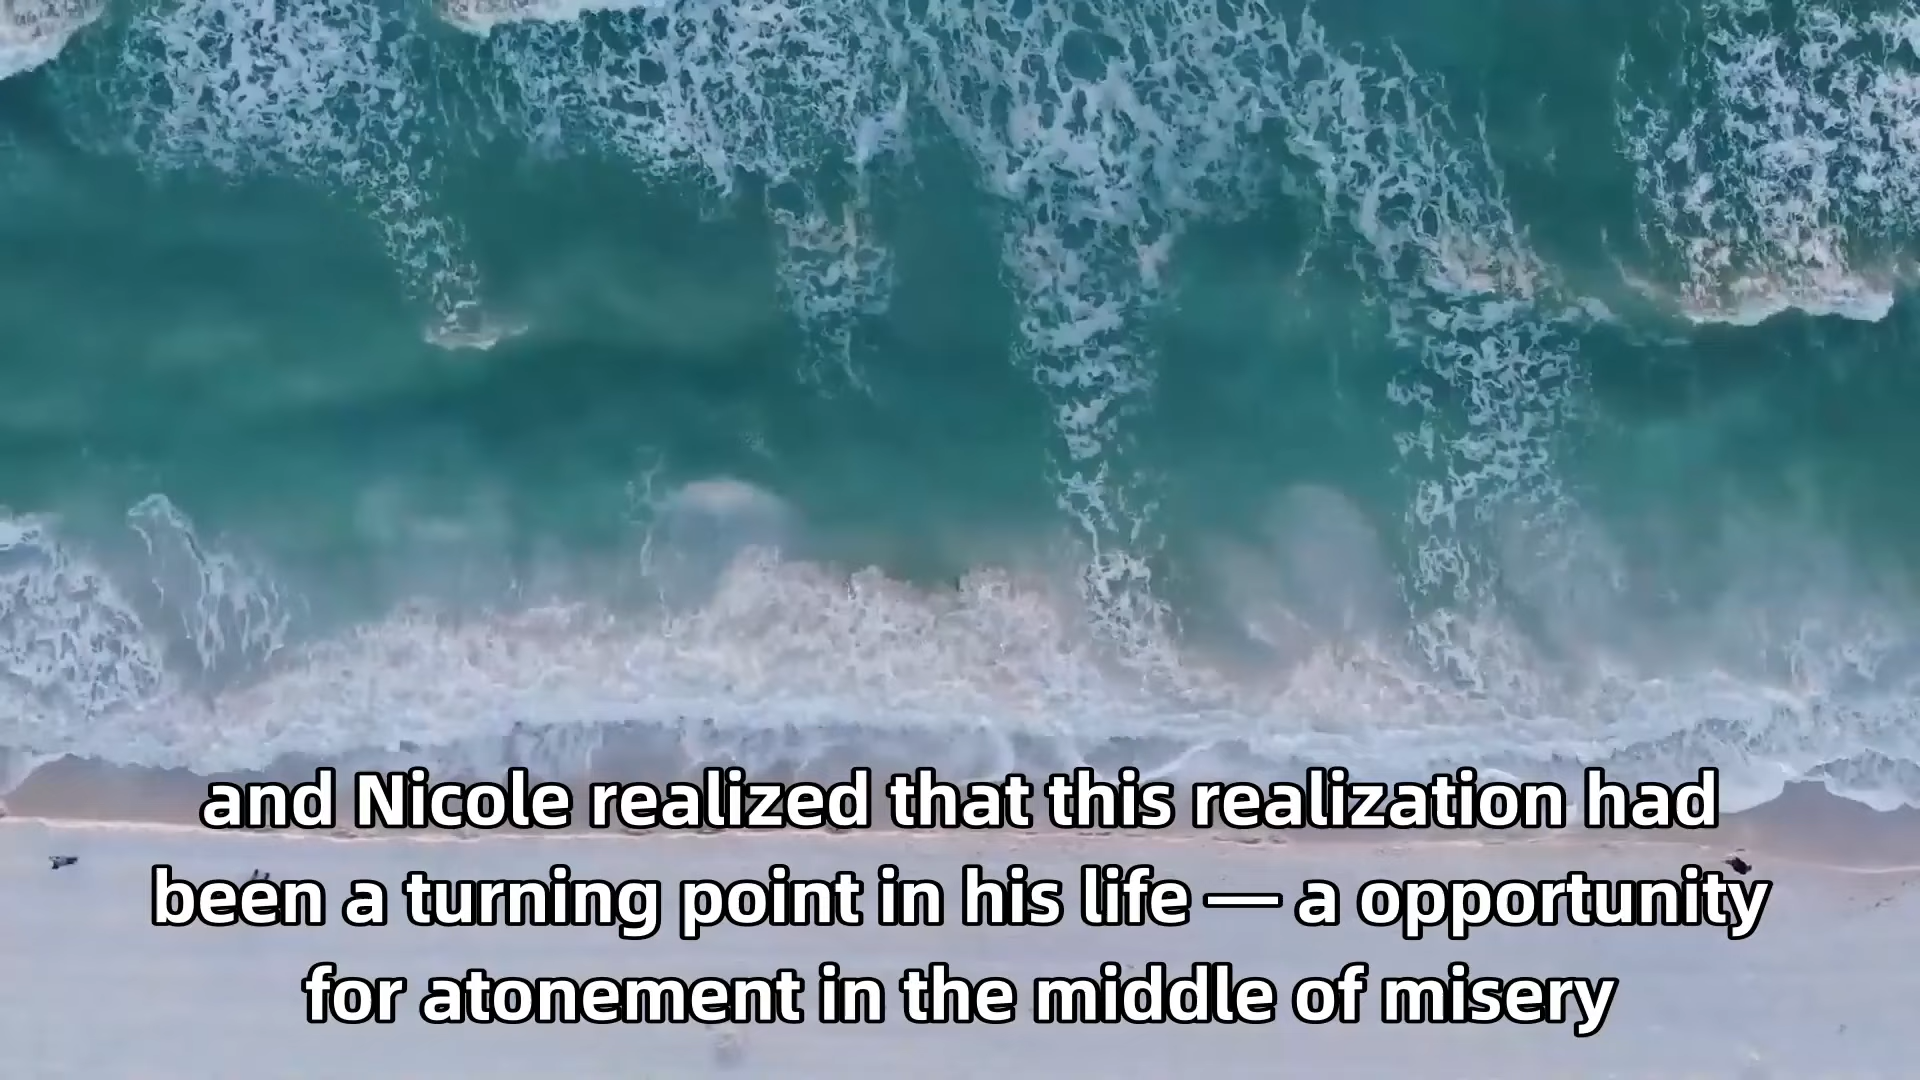 and Nicole realized that this realization had
been a turning point in his life — a opportunity
for atonement in the middle of misery